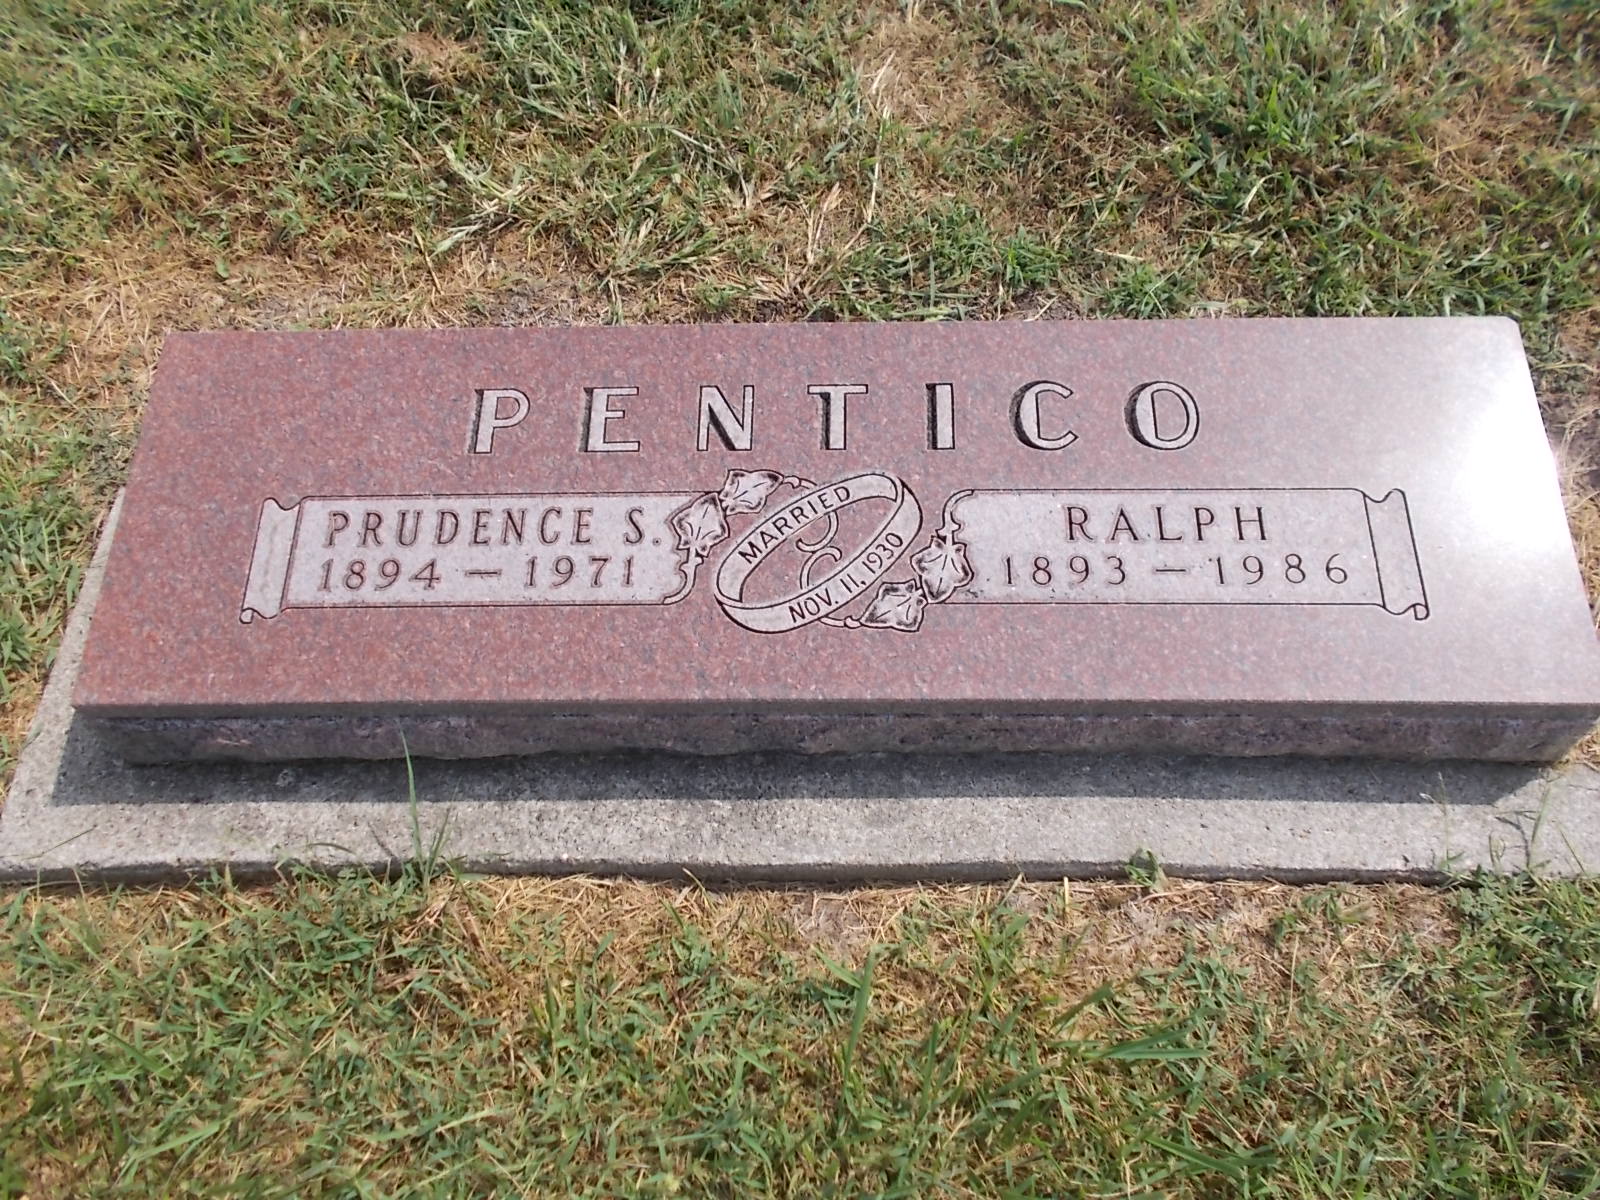 PENTICO
PRUDENCE S.
1894 – 1971
MARRIED
NOV. 11, 1930
RALPH
1893 – 1986